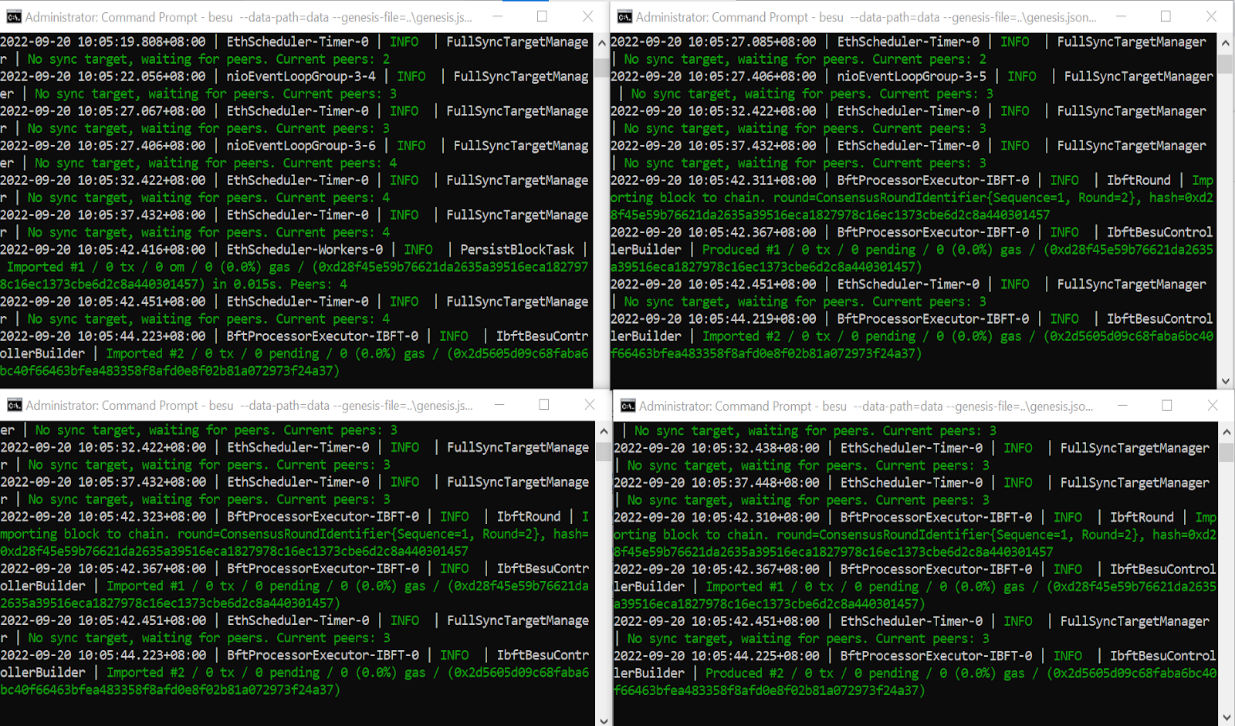 Administrator: Command Prompt - besu --data-path=data --genesis-file=..\genesis.js...
2022-09-20 10:05:19.808+08:00 | EthScheduler-Timer-0 | INFO | FullSyncTargetManage
r | No sync target, waiting for peers. Current peers: 2
2022-09-20 10:05:22.056+08:00 | nioEventLoopGroup-3-4 | INFO | FullSyncTargetManag
er | No sync target, waiting for peers. Current peers: 3
2022-09-20 10:05:27.067+08:00 | EthScheduler-Timer-0 | INFO | FullSyncTargetManage
r | No sync target, waiting for peers. Current peers: 3
2022-09-20 10:05:27.406+08:00 | nioEventLoopGroup-3-6 | INFO | FullSyncTargetManag
er | No sync target, waiting for peers. Current peers: 4
2022-09-20 10:05:32.422+08:00 | EthScheduler-Timer-0 | INFO | FullSyncTargetManage
r | No sync target, waiting for peers. Current peers: 4
2022-09-20 10:05:37.432+08:00 | EthScheduler-Timer-0 | INFO | FullSyncTargetManage
r | No sync target, waiting for peers. Current peers: 4
2022-09-20 10:05:42.416+08:00 | EthScheduler-Workers-0 | INFO | PersistBlockTask |
Imported #1 / 0 tx / 0 om / 0 (0.0%) gas / (0xd28f45e59b76621da2635a39516eca182797
8c16ec1373cbe6d2c8a440301457) in 0.015s. Peers: 4
2022-09-20 10:05:42.451+08:00 | EthScheduler-Timer-0 | INFO | FullSyncTargetManage
r | No sync target, waiting for peers. Current peers: 4
2022-09-20 10:05:44.223+08:00 | BftProcessorExecutor-IBFT-0 | INFO | IbftBesuContr
ollerBuilder | Imported #2 / 0 tx / 0 pending / 0 (0.0%) gas / (0x2d5605d09c68faba6
bc40f66463bfea483358f8afd0e8f02b81a072973f24a37)
Administrator: Command Prompt - besu --data-path=data --genesis-file=..\genesis.json...
2022-09-20 10:05:27.085+08:00 | EthScheduler-Timer-0 | INFO | FullSyncTargetManager
| No sync target, waiting for peers. Current peers: 2
2022-09-20 10:05:27.406+08:00 | nioEventLoopGroup-3-5 | INFO | FullSyncTargetManager
| No sync target, waiting for peers. Current peers: 3
2022-09-20 10:05:32.422+08:00 | EthScheduler-Timer-0 | INFO | FullSyncTargetManager
| No sync target, waiting for peers. Current peers: 3
2022-09-20 10:05:37.432+08:00 | EthScheduler-Timer-0 | INFO | FullSyncTargetManager
| No sync target, waiting for peers. Current peers: 3
2022-09-20 10:05:42.311+08:00 | BftProcessorExecutor-IBFT-0 | INFO | IbftRound | Imp
orting block to chain. round=ConsensusRoundIdentifier{Sequence=1, Round=2}, hash=0xd2
8f45e59b76621da2635a39516eca1827978c16ec1373cbe6d2c8a440301457
2022-09-20 10:05:42.367+08:00 | BftProcessorExecutor-IBFT-0 | INFO | IbftBesuControl
lerBuilder | Produced #1 / 0 tx / 0 pending / 0 (0.0%) gas / (0xd28f45e59b76621da2635
a39516eca1827978c16ec1373cbe6d2c8a440301457)
2022-09-20 10:05:42.451+08:00 | EthScheduler-Timer-0 | INFO | FullSyncTargetManager
| No sync target, waiting for peers. Current peers: 3
2022-09-20 10:05:44.219+08:00 | BftProcessorExecutor-IBFT-0 | INFO | IbftBesuControl
lerBuilder | Imported #2 / 0 tx / 0 pending / 0 (0.0%) gas / (0x2d5605d09c68faba6bc40
f66463bfea483358f8afd0e8f02b81a072973f24a37)
Administrator: Command Prompt - besu --data-path=data --genesis-file=..\genesis.js...
er | No sync target, waiting for peers. Current peers: 3
2022-09-20 10:05:32.422+08:00 | EthScheduler-Timer-0 | INFO | FullSyncTargetManage
r | No sync target, waiting for peers. Current peers: 3
2022-09-20 10:05:37.432+08:00 | EthScheduler-Timer-0 | INFO | FullSyncTargetManage
r | No sync target, waiting for peers. Current peers: 3
2022-09-20 10:05:42.323+08:00 | BftProcessorExecutor-IBFT-0 | INFO | IbftRound | I
mporting block to chain. round=ConsensusRoundIdentifier{Sequence=1, Round=2}, hash=
0xd28f45e59b76621da2635a39516eca1827978c16ec1373cbe6d2c8a440301457
2022-09-20 10:05:42.367+08:00 | BftProcessorExecutor-IBFT-0 | INFO | IbftBesuContr
ollerBuilder | Imported #1 / 0 tx / 0 pending / 0 (0.0%) gas / (0xd28f45e59b76621da
2635a39516eca1827978c16ec1373cbe6d2c8a440301457)
2022-09-20 10:05:42.451+08:00 | EthScheduler-Timer-0 | INFO | FullSyncTargetManage
r | No sync target, waiting for peers. Current peers: 3
2022-09-20 10:05:44.223+08:00 | BftProcessorExecutor-IBFT-0 | INFO | IbftBesuContr
ollerBuilder | Imported #2 / 0 tx / 0 pending / 0 (0.0%) gas / (0x2d5605d09c68faba6
bc40f66463bfea483358f8afd0e8f02b81a072973f24a37)
Administrator: Command Prompt - besu --data-path=data --genesis-file=..\genesis.jso...
| No sync target, waiting for peers. Current peers: 3
2022-09-20 10:05:32.438+08:00 | EthScheduler-Timer-0 | INFO | FullSyncTargetManager
| No sync target, waiting for peers. Current peers: 3
2022-09-20 10:05:37.448+08:00 | EthScheduler-Timer-0 | INFO | FullSyncTargetManager
| No sync target, waiting for peers. Current peers: 3
2022-09-20 10:05:42.310+08:00 | BftProcessorExecutor-IBFT-0 | INFO | IbftRound | Imp
orting block to chain. round=ConsensusRoundIdentifier{Sequence=1, Round=2}, hash=0xd2
8f45e59b76621da2635a39516eca1827978c16ec1373cbe6d2c8a440301457
2022-09-20 10:05:42.367+08:00 | BftProcessorExecutor-IBFT-0 | INFO | IbftBesuControl
lerBuilder | Imported #1 / 0 tx / 0 pending / 0 (0.0%) gas / (0xd28f45e59b76621da2635
a39516eca1827978c16ec1373cbe6d2c8a440301457)
2022-09-20 10:05:42.451+08:00 | EthScheduler-Timer-0 | INFO | FullSyncTargetManager
| No sync target, waiting for peers. Current peers: 3
2022-09-20 10:05:44.225+08:00 | BftProcessorExecutor-IBFT-0 | INFO | IbftBesuControl
lerBuilder | Produced #2 / 0 tx / 0 pending / 0 (0.0%) gas / (0x2d5605d09c68faba6bc40
f66463bfea483358f8afd0e8f02b81a072973f24a37)